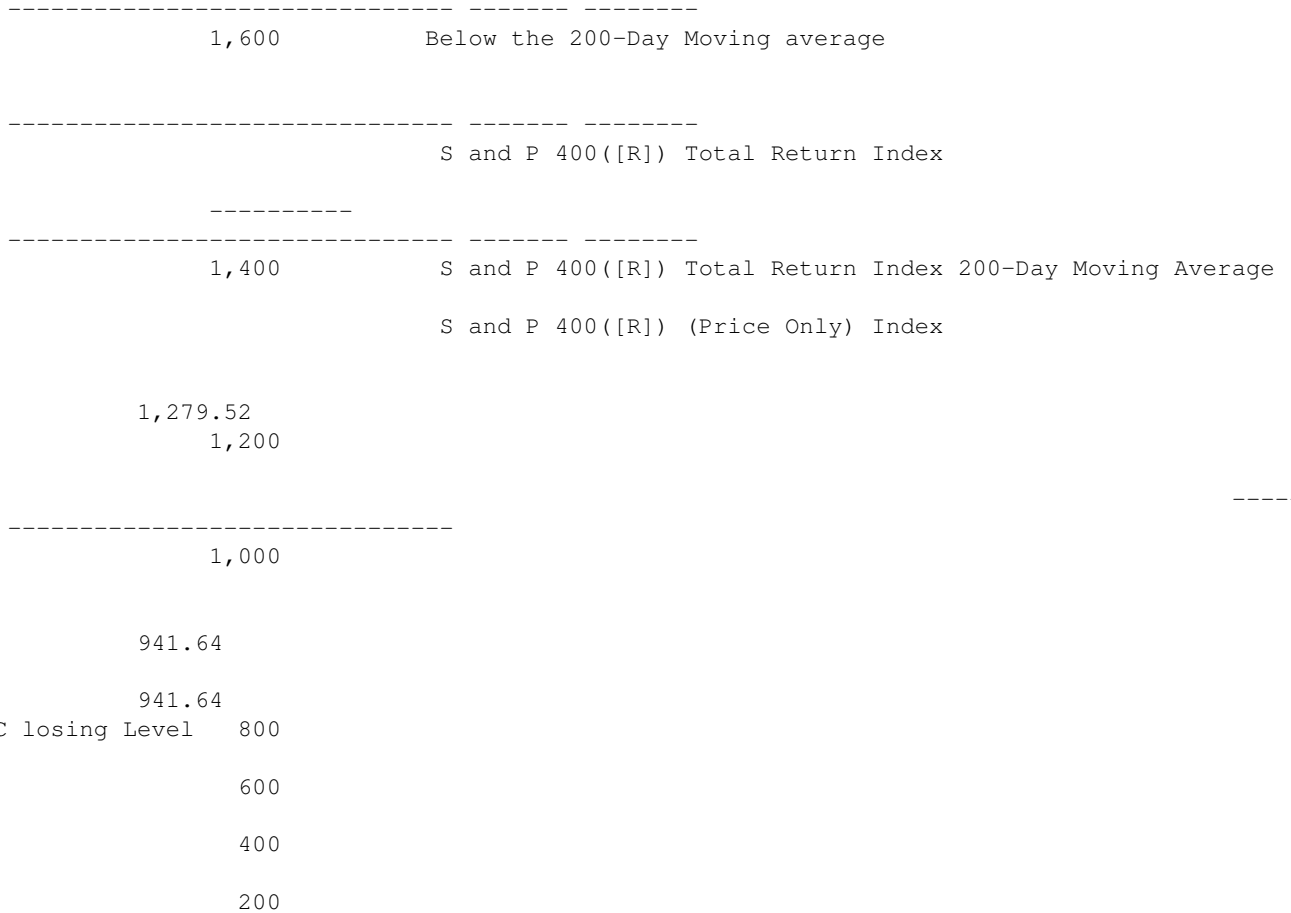 ------------------------------- ------- --------
1,600 Below the 200-Day Moving average
------------------------------- ------- --------
S and P 400([R]) Total Return Index
----------
------------------------------- ------- --------
1,400 S and P 400([R]) Total Return Index 200-Day Moving Average
S and P 400([R]) (Price Only) Index
1,279.52
1,200
----
-------------------------------
1,000
941.64
941.64
C losing Level 800
600
400
200